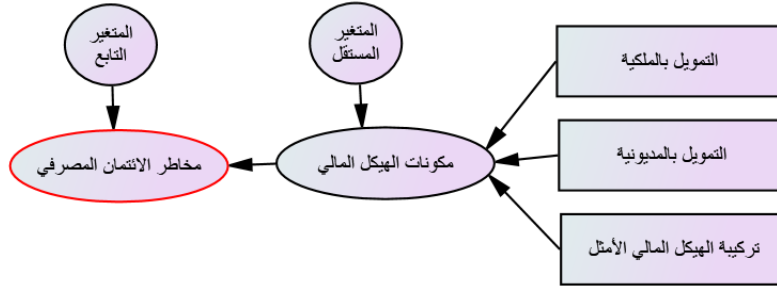 المتغير
المستقل
المتغير
التابع
التمويل بالملكية
التمويل بالمديونية
مكونات الهيكل المالي
مخاطر الائتمان المصرفي
تركيبة الهيكل المالي الأمثل